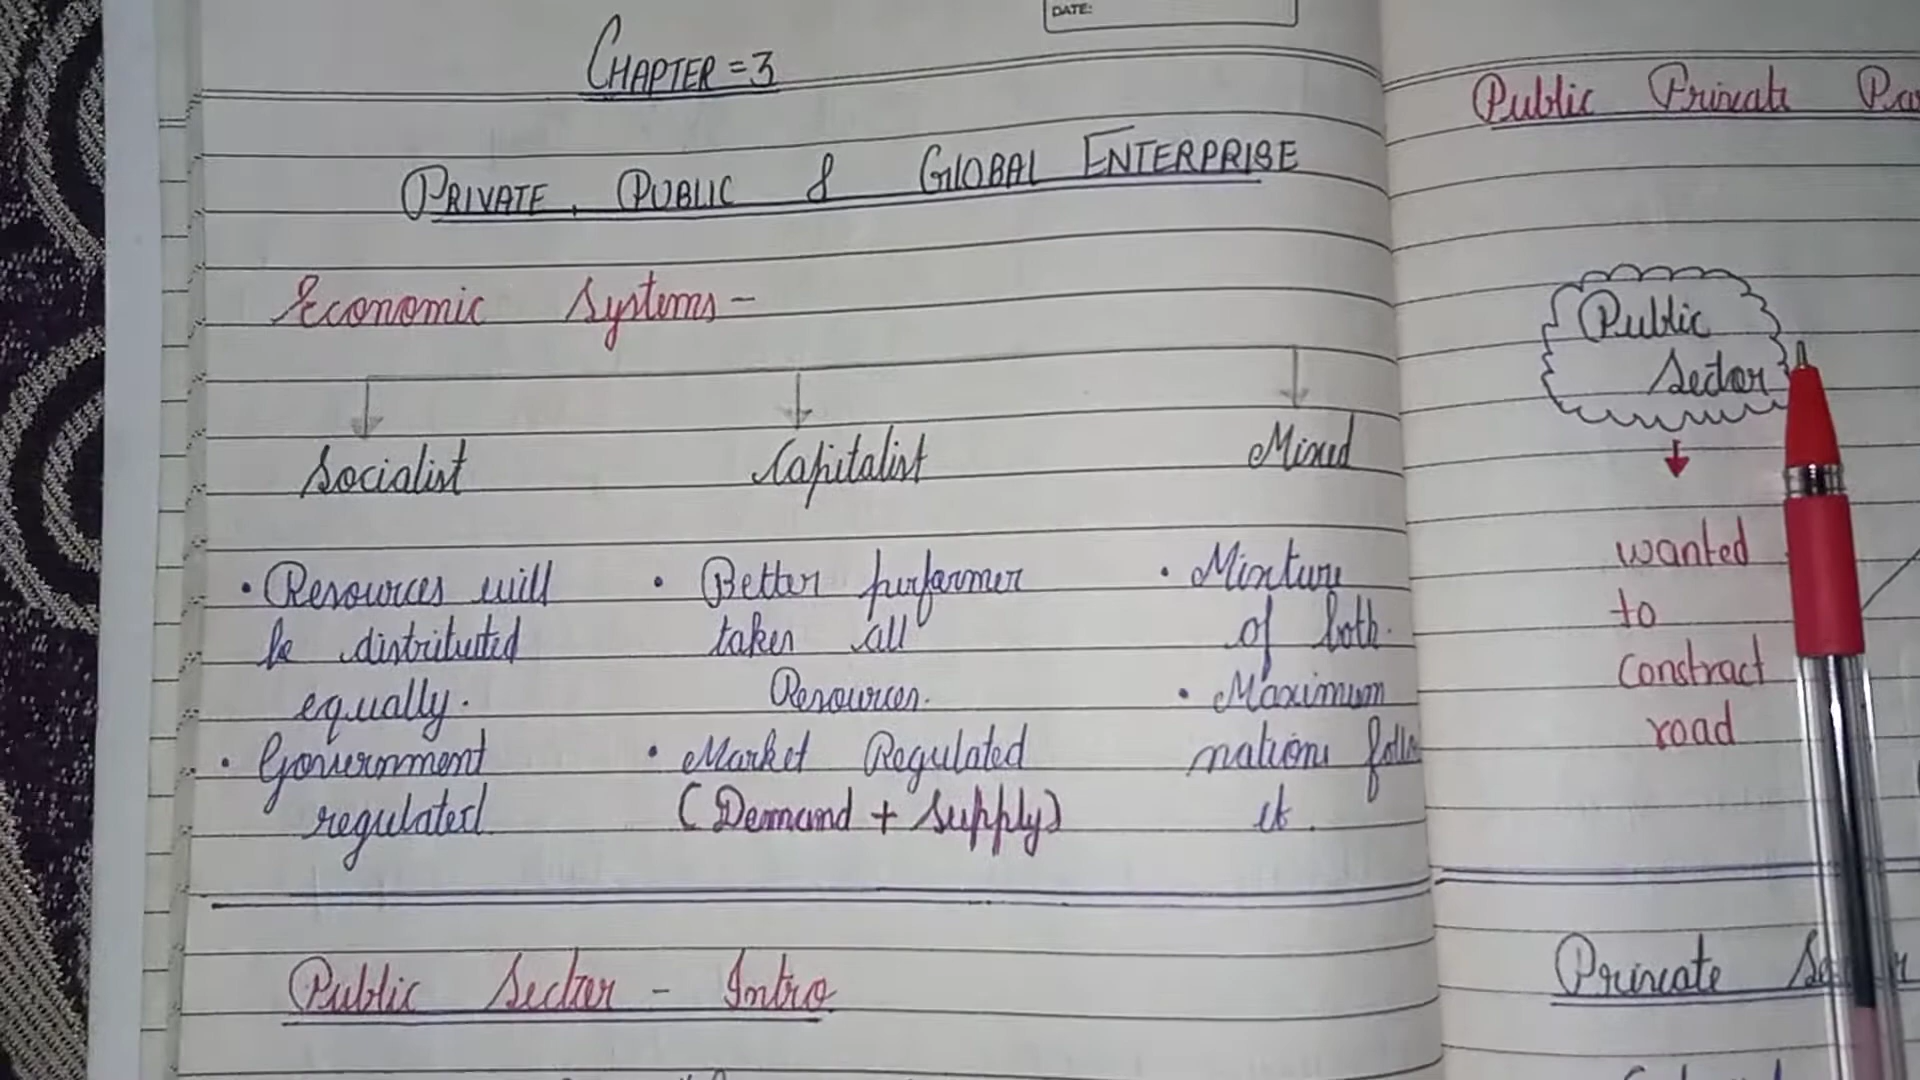 DATE:
CHAPTER = 3
PRIVATE, PUBLIC & GLOBAL ENTERPRISE
Economic Systems -
Socialist Capitalist Mixed
• Resources will
be distributed
equally.
• Government
regulated
• Better performer
takes all
Resources.
• Market Regulated
(Demand + Supply)
• Mixture
of both.
• Maximum
nations follow
it.
Public Sector - Intro
Public Private
Public
Sector
wanted
to
constract
road
Private